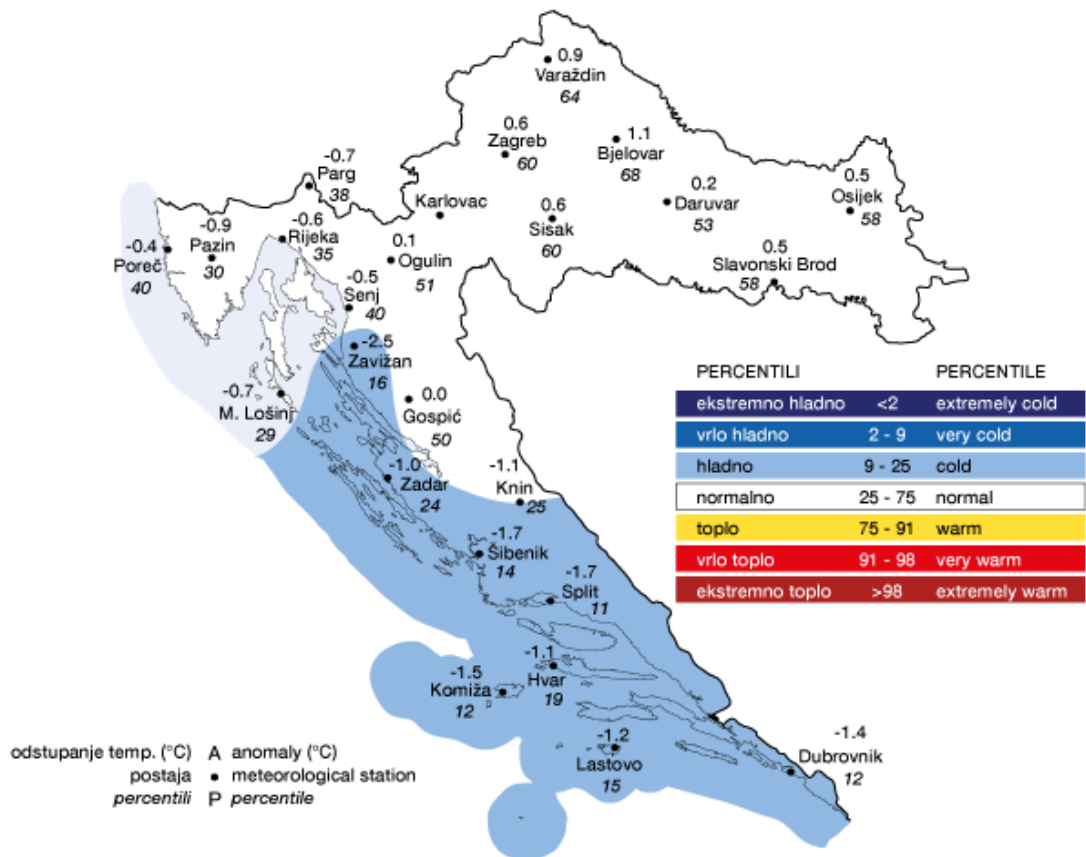 0.9
Varaždin
64
0.6
Zagreb
60
1.1
Bjelovar
68
-0.7
Parg
38
Karlovac
0.6
Sisak
60
0.2
Daruvar
53
0.5
Osijek
58
-0.4
Poreč
40
-0.9
Pazin
30
-0.6
Rijeka
35
0.1
Ogulin
51
0.5
Slavonski Brod
58
-0.5
Senj
40
-2.5
Zavižan
16
-0.7
M. Lošinj
29
0.0
Gospić
50
-1.0
Zadar
24
-1.1
Knin
25
-1.7
Šibenik
14
-1.7
Split
11
-1.1
Hvar
19
-1.5
Komiža
12
-1.2
Lastovo
15
-1.4
Dubrovnik
12
PERCENTILI PERCENTILE
ekstremno hladno <2 extremely cold
vrlo hladno 2 - 9 very cold
hladno 9 - 25 cold
normalno 25 - 75 normal
toplo 75 - 91 warm
vrlo toplo 91 - 98 very warm
ekstremno toplo >98 extremely warm
odstupanje temp. (°C) A anomaly (°C)
postaja • meteorological station
percentili P percentile